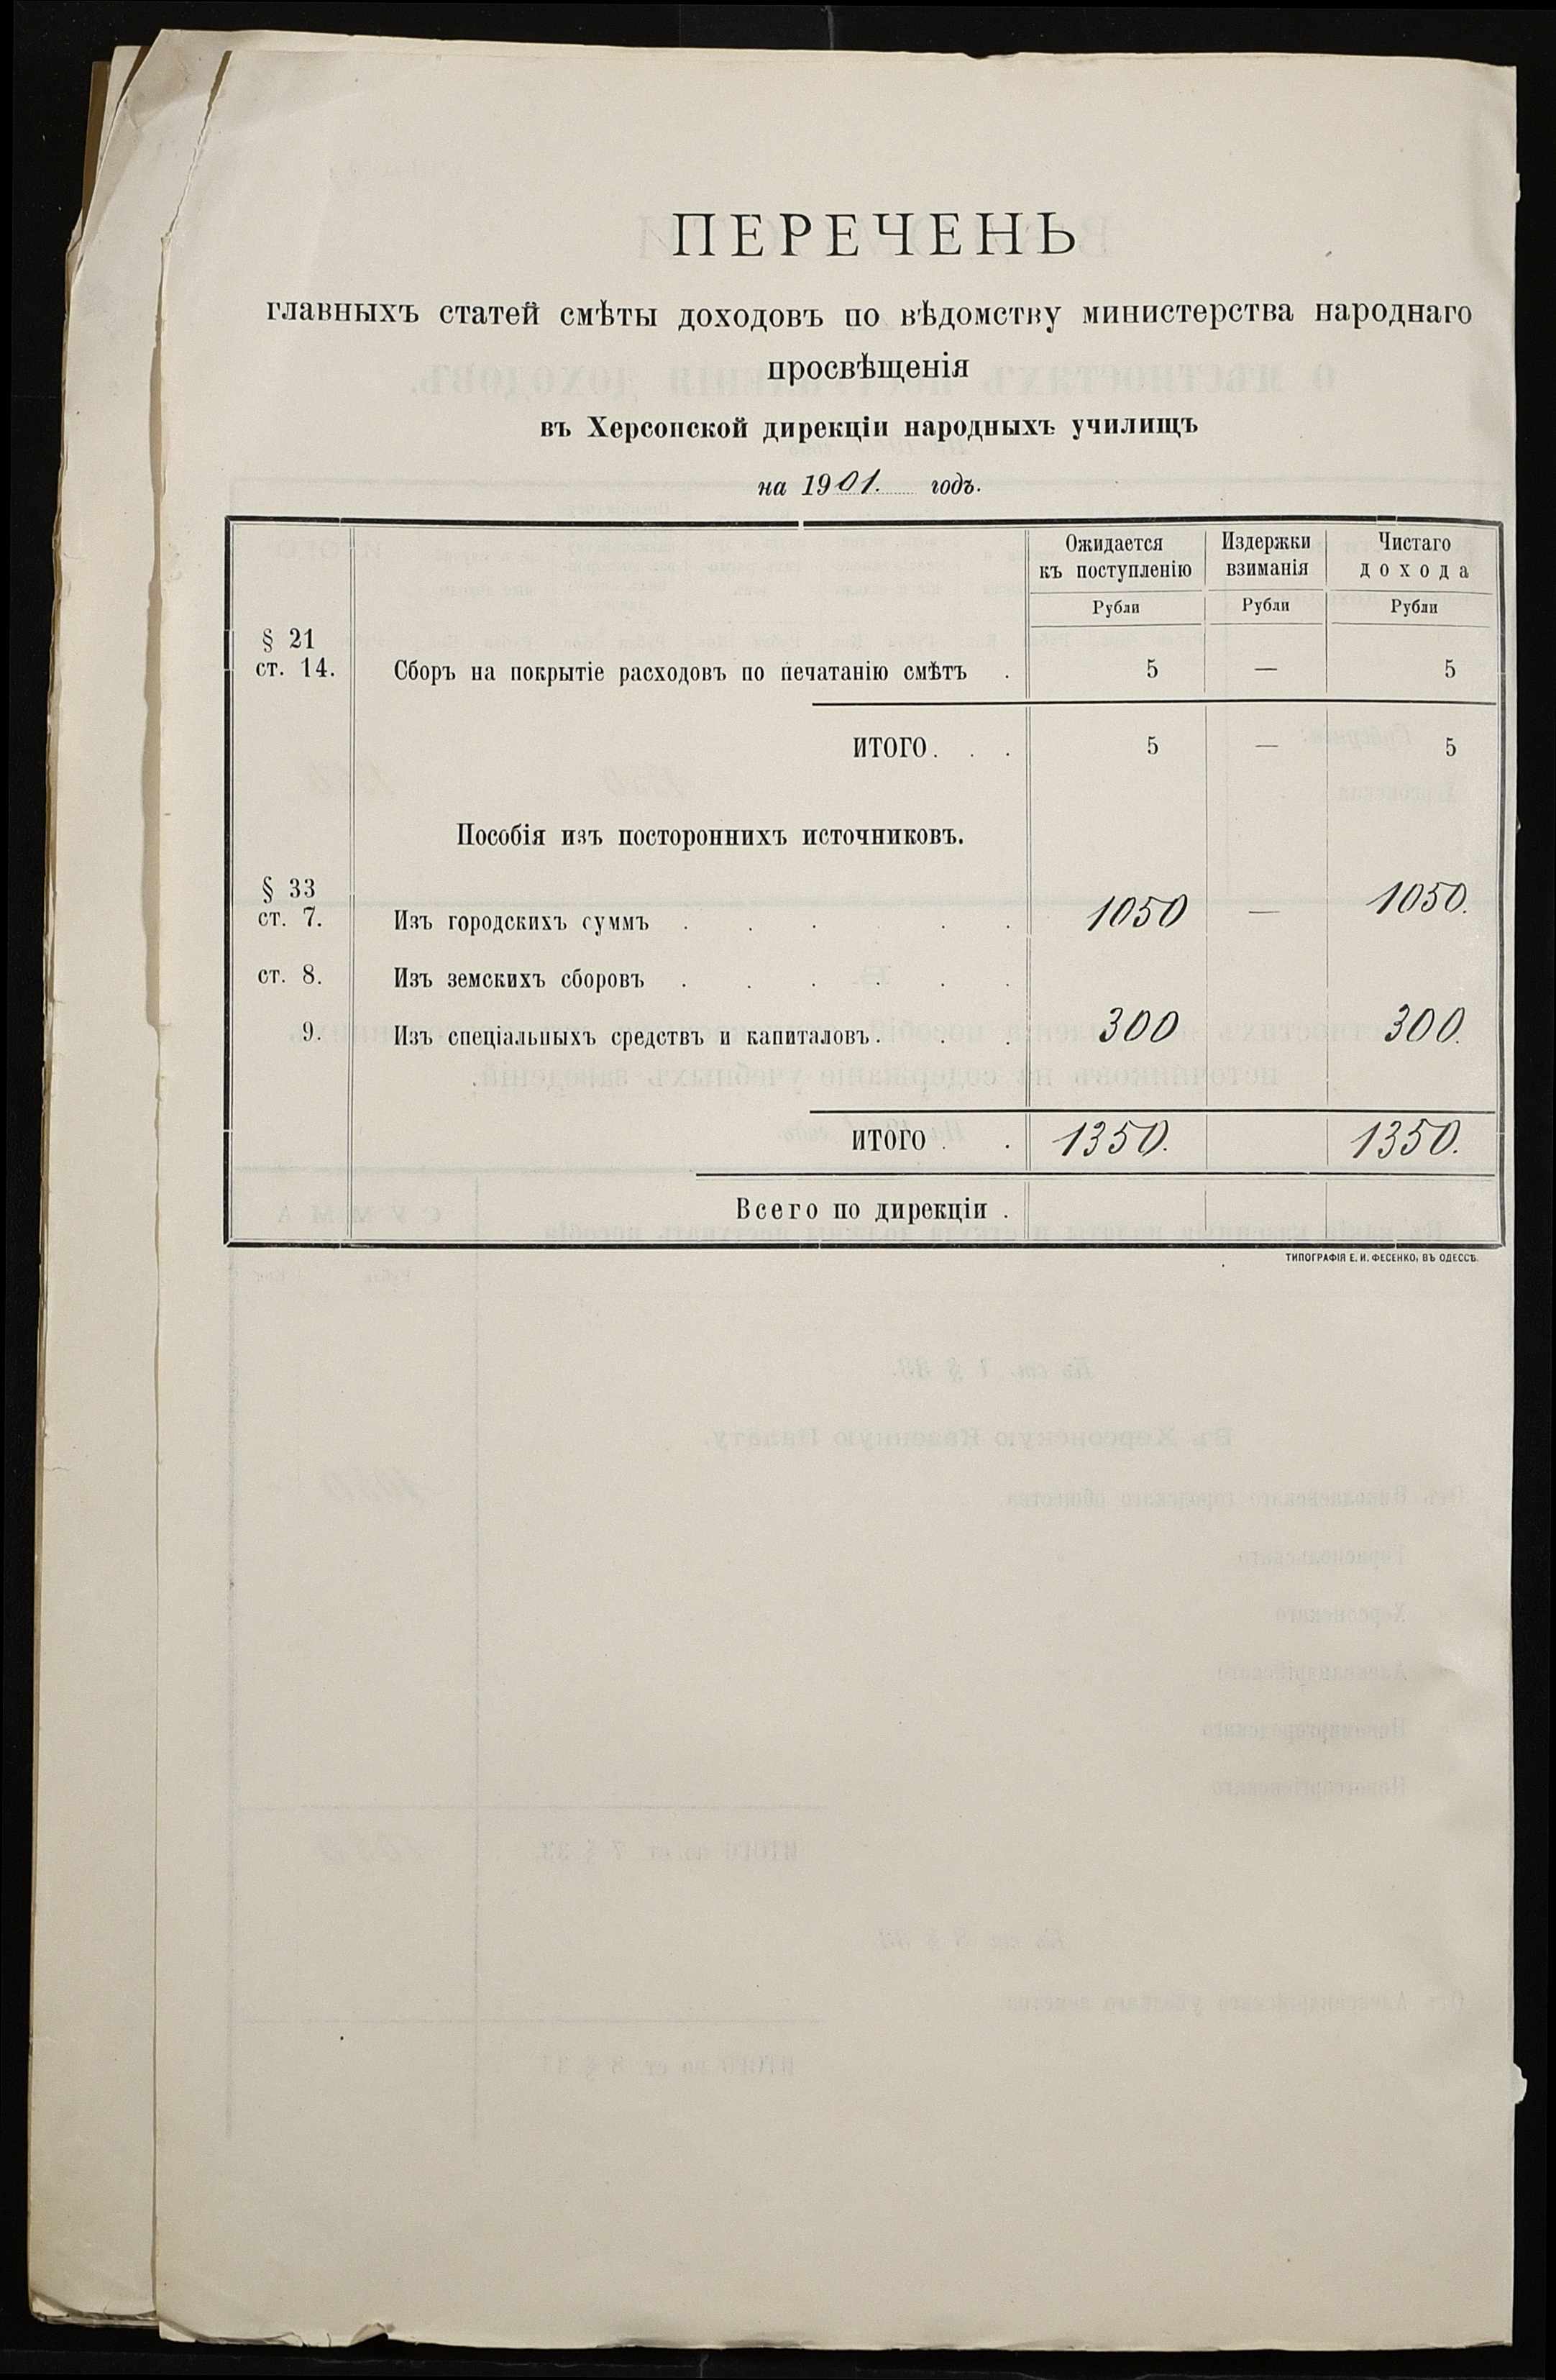 ПЕРЕЧЕНЬ
главныхъ статей смѣты доходовъ по вѣдомству министерства народнаго
просвѣщенія
въ Херсонской дирекціи народныхъ училищъ
на 1901. годъ.
Ожидается къ поступленію Издержки взиманія Чистаго дохода
Рубли Рубли Рубли
§ 21
ст. 14. Сборъ на покрытіе расходовъ по печатанію смѣтъ . 5 — 5
ИТОГО. . . 5 — 5
Пособія изъ постороннихъ источниковъ.
§ 33
ст. 7. Изъ городскихъ суммъ . . . . . 1050 — 1050.
ст. 8. Изъ земскихъ сборовъ . . . . . .
9. Изъ спеціальныхъ средствъ и капиталовъ. . . 300 300.
ИТОГО . . 1350. 1350.
Всего по дирекціи .
ТИПОГРАФІЯ Е. И. ФЕСЕНКО, ВЪ ОДЕССѢ.